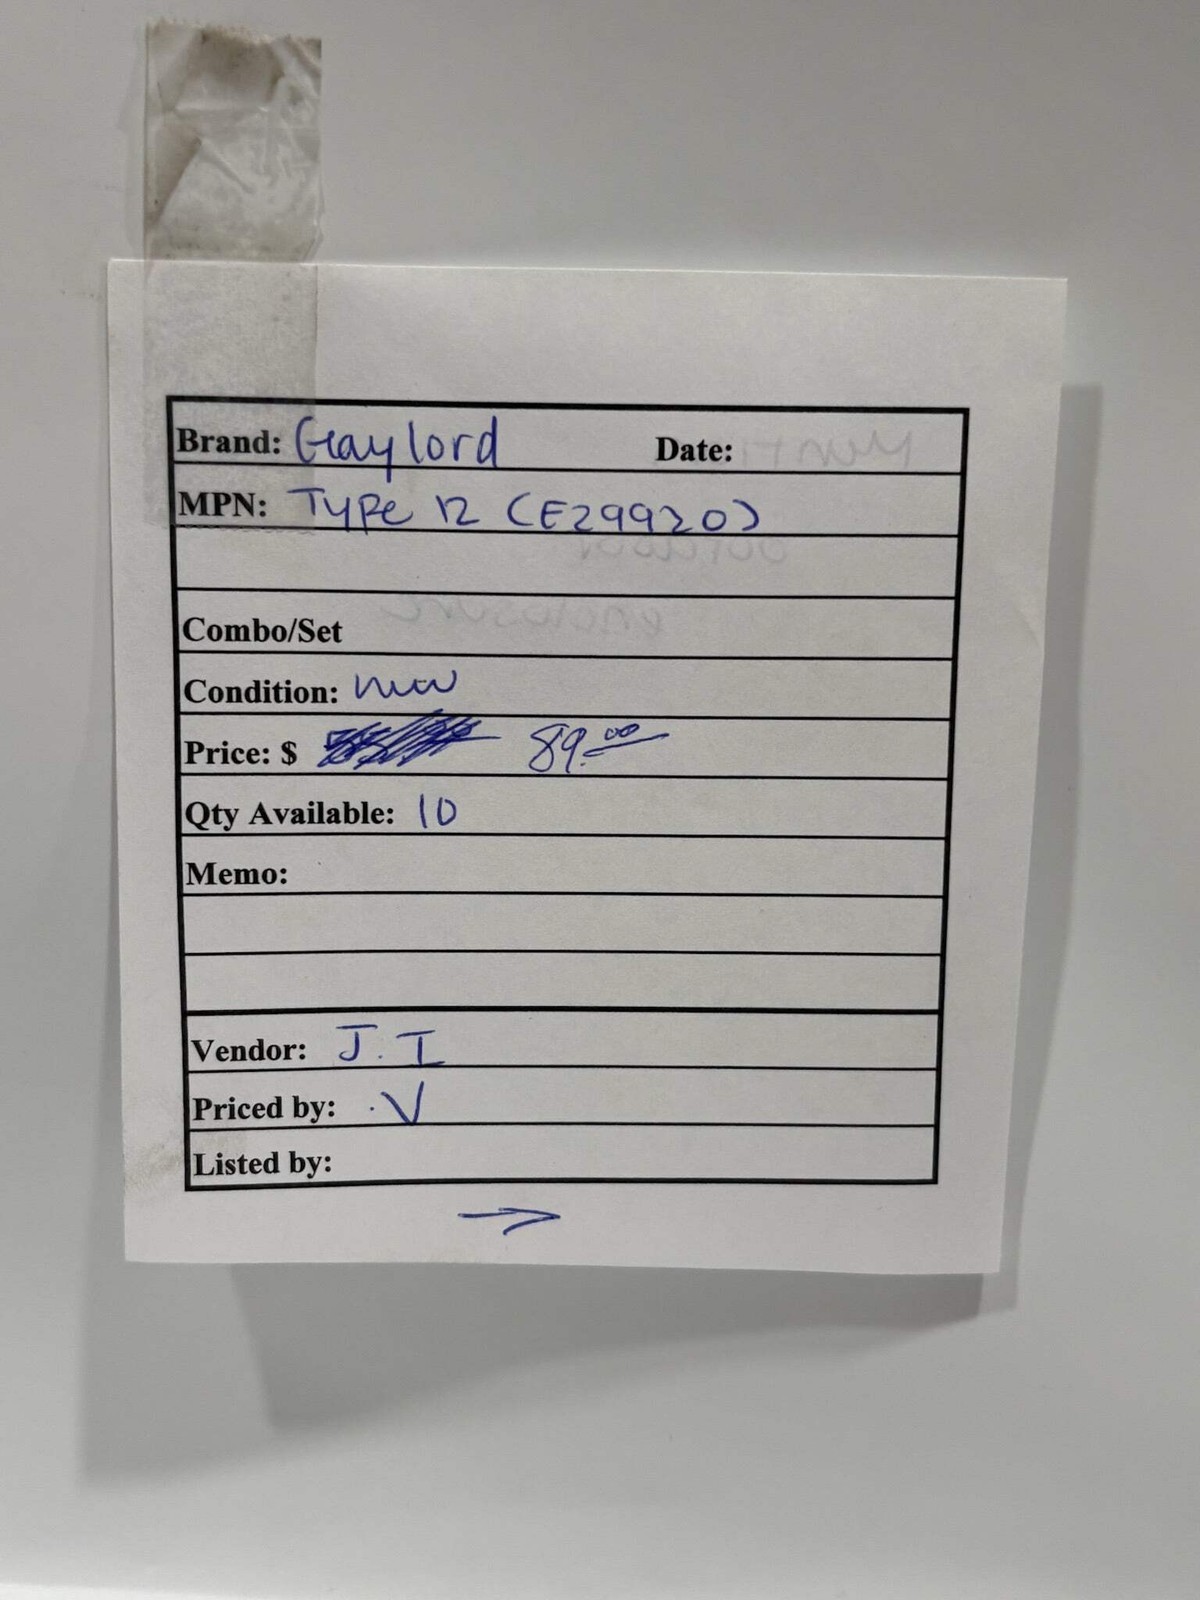 Brand: Gaylord Date:
MPN: Type 12 (E29920)
Combo/Set
Condition: new
Price: $ 89.00
Qty Available: 10
Memo:
Vendor: J. I
Priced by: .V
Listed by: